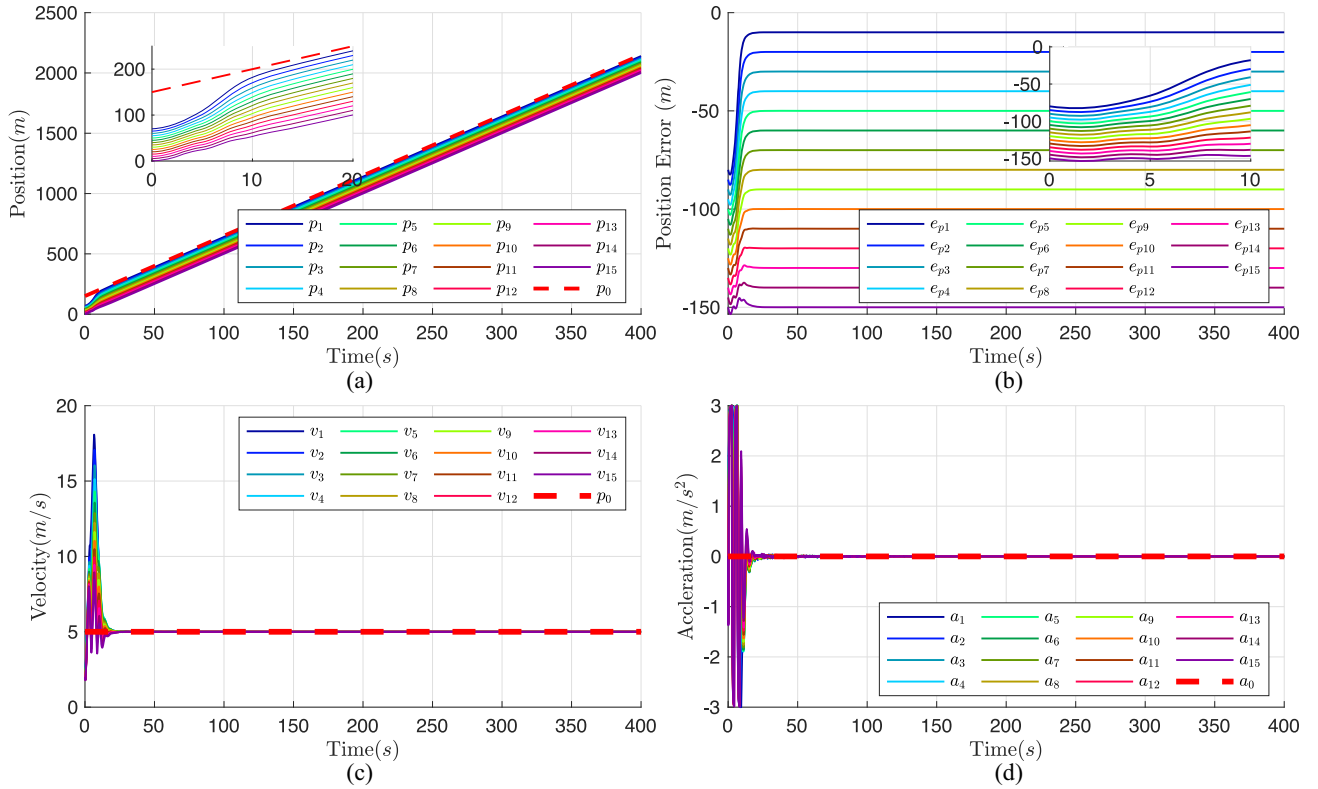 2500
2000
1500
1000
500
0
Position(m)
200
100
0
0 10 20
p1 p5 p9 p13
p2 p6 p10 p14
p3 p7 p11 p15
p4 p8 p12 p0
0 50 100 150 200 250 300 350 400
Time(s)
(a)
0
-50
-100
-150
Position Error (m)
0
-50
-100
-150
0 5 10
ep1 ep5 ep9 ep13
ep2 ep6 ep10 ep14
ep3 ep7 ep11 ep15
ep4 ep8 ep12
0 50 100 150 200 250 300 350 400
Time(s)
(b)
20
15
10
5
0
Velocity(m/s)
v1 v5 v9 v13
v2 v6 v10 v14
v3 v7 v11 v15
v4 v8 v12 p0
0 50 100 150 200 250 300 350 400
Time(s)
(c)
3
2
1
0
-1
-2
-3
Accleration(m/s²)
a1 a5 a9 a13
a2 a6 a10 a14
a3 a7 a11 a15
a4 a8 a12 a0
0 50 100 150 200 250 300 350 400
Time(s)
(d)